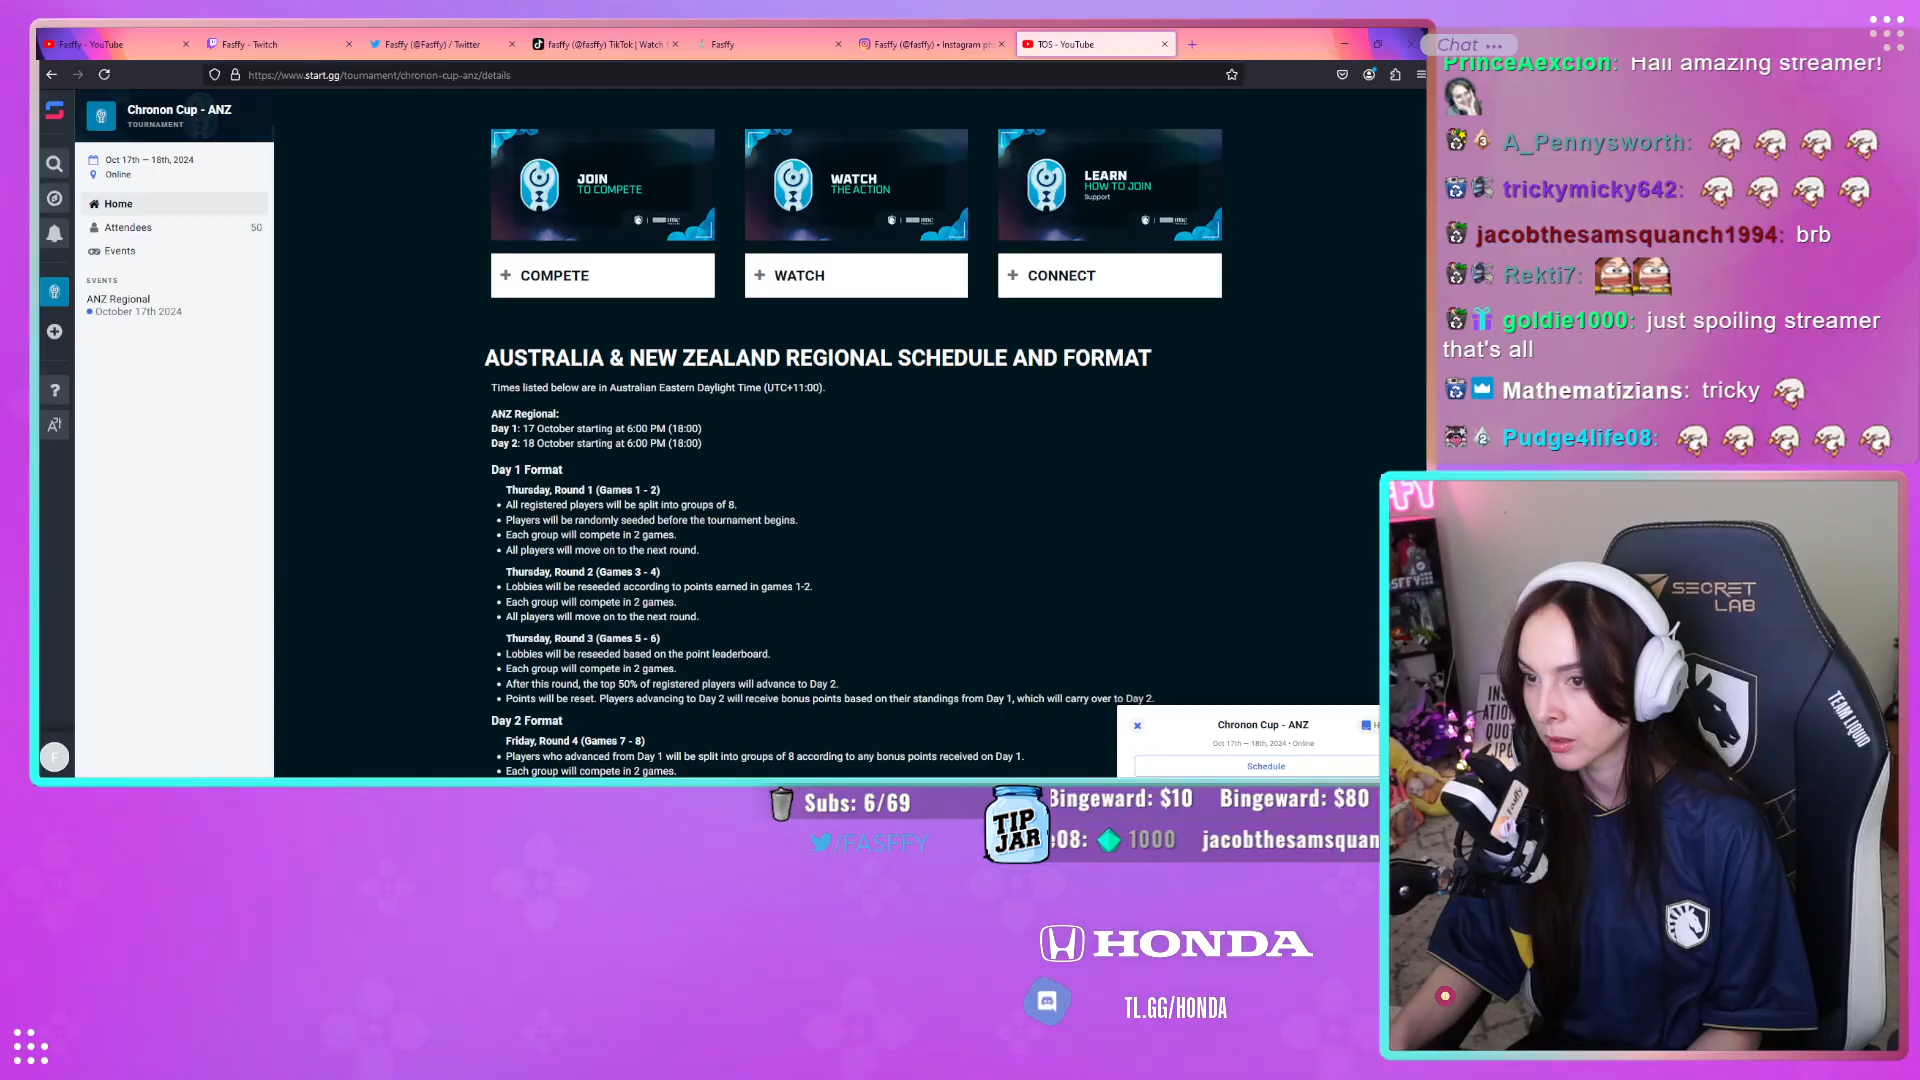 Fasffy - YouTube
Fasffy - Twitch
Fasffy (@Fasffy) / Twitter
fasffy (@fasffy) TikTok | Watch
Fasffy
Fasffy (@fasffy) • Instagram ph
TOS - YouTube
https://www.start.gg/tournament/chronon-cup-anz/details
Chronon Cup - ANZ
TOURNAMENT
Oct 17th — 18th, 2024
Online
Home
Attendees 50
Events
EVENTS
ANZ Regional
October 17th 2024
JOIN
TO COMPETE
WATCH
THE ACTION
LEARN
HOW TO JOIN
Support
+ COMPETE
+ WATCH
+ CONNECT
AUSTRALIA & NEW ZEALAND REGIONAL SCHEDULE AND FORMAT
Times listed below are in Australian Eastern Daylight Time (UTC+11:00).
ANZ Regional:
Day 1: 17 October starting at 6:00 PM (18:00)
Day 2: 18 October starting at 6:00 PM (18:00)
Day 1 Format
Thursday, Round 1 (Games 1 - 2)
• All registered players will be split into groups of 8.
• Players will be randomly seeded before the tournament begins.
• Each group will compete in 2 games.
• All players will move on to the next round.
Thursday, Round 2 (Games 3 - 4)
• Lobbies will be reseeded according to points earned in games 1-2.
• Each group will compete in 2 games.
• All players will move on to the next round.
Thursday, Round 3 (Games 5 - 6)
• Lobbies will be reseeded based on the point leaderboard.
• Each group will compete in 2 games.
• After this round, the top 50% of registered players will advance to Day 2.
• Points will be reset. Players advancing to Day 2 will receive bonus points based on their standings from Day 1, which will carry over to Day 2.
Day 2 Format
Friday, Round 4 (Games 7 - 8)
• Players who advanced from Day 1 will be split into groups of 8 according to any bonus points received on Day 1.
• Each group will compete in 2 games.
F
Chronon Cup - ANZ
Oct 17th — 18th, 2024 • Online
Schedule
Chat
PrinceAexcion: Hail amazing streamer!
A_Pennysworth:
trickymicky642:
jacobthesamsquanch1994: brb
Rekti7:
goldie1000: just spoiling streamer
that's all
Mathematizians: tricky
Pudge4life08:
SECRET
LAB
TEAM LIQUID
Fasffy
Subs: 6/69
/FASFFY
TIP
JAR
Bingeward: $10 Bingeward: $80
e08: 1000 jacobthesamsquan
HONDA
TL.GG/HONDA